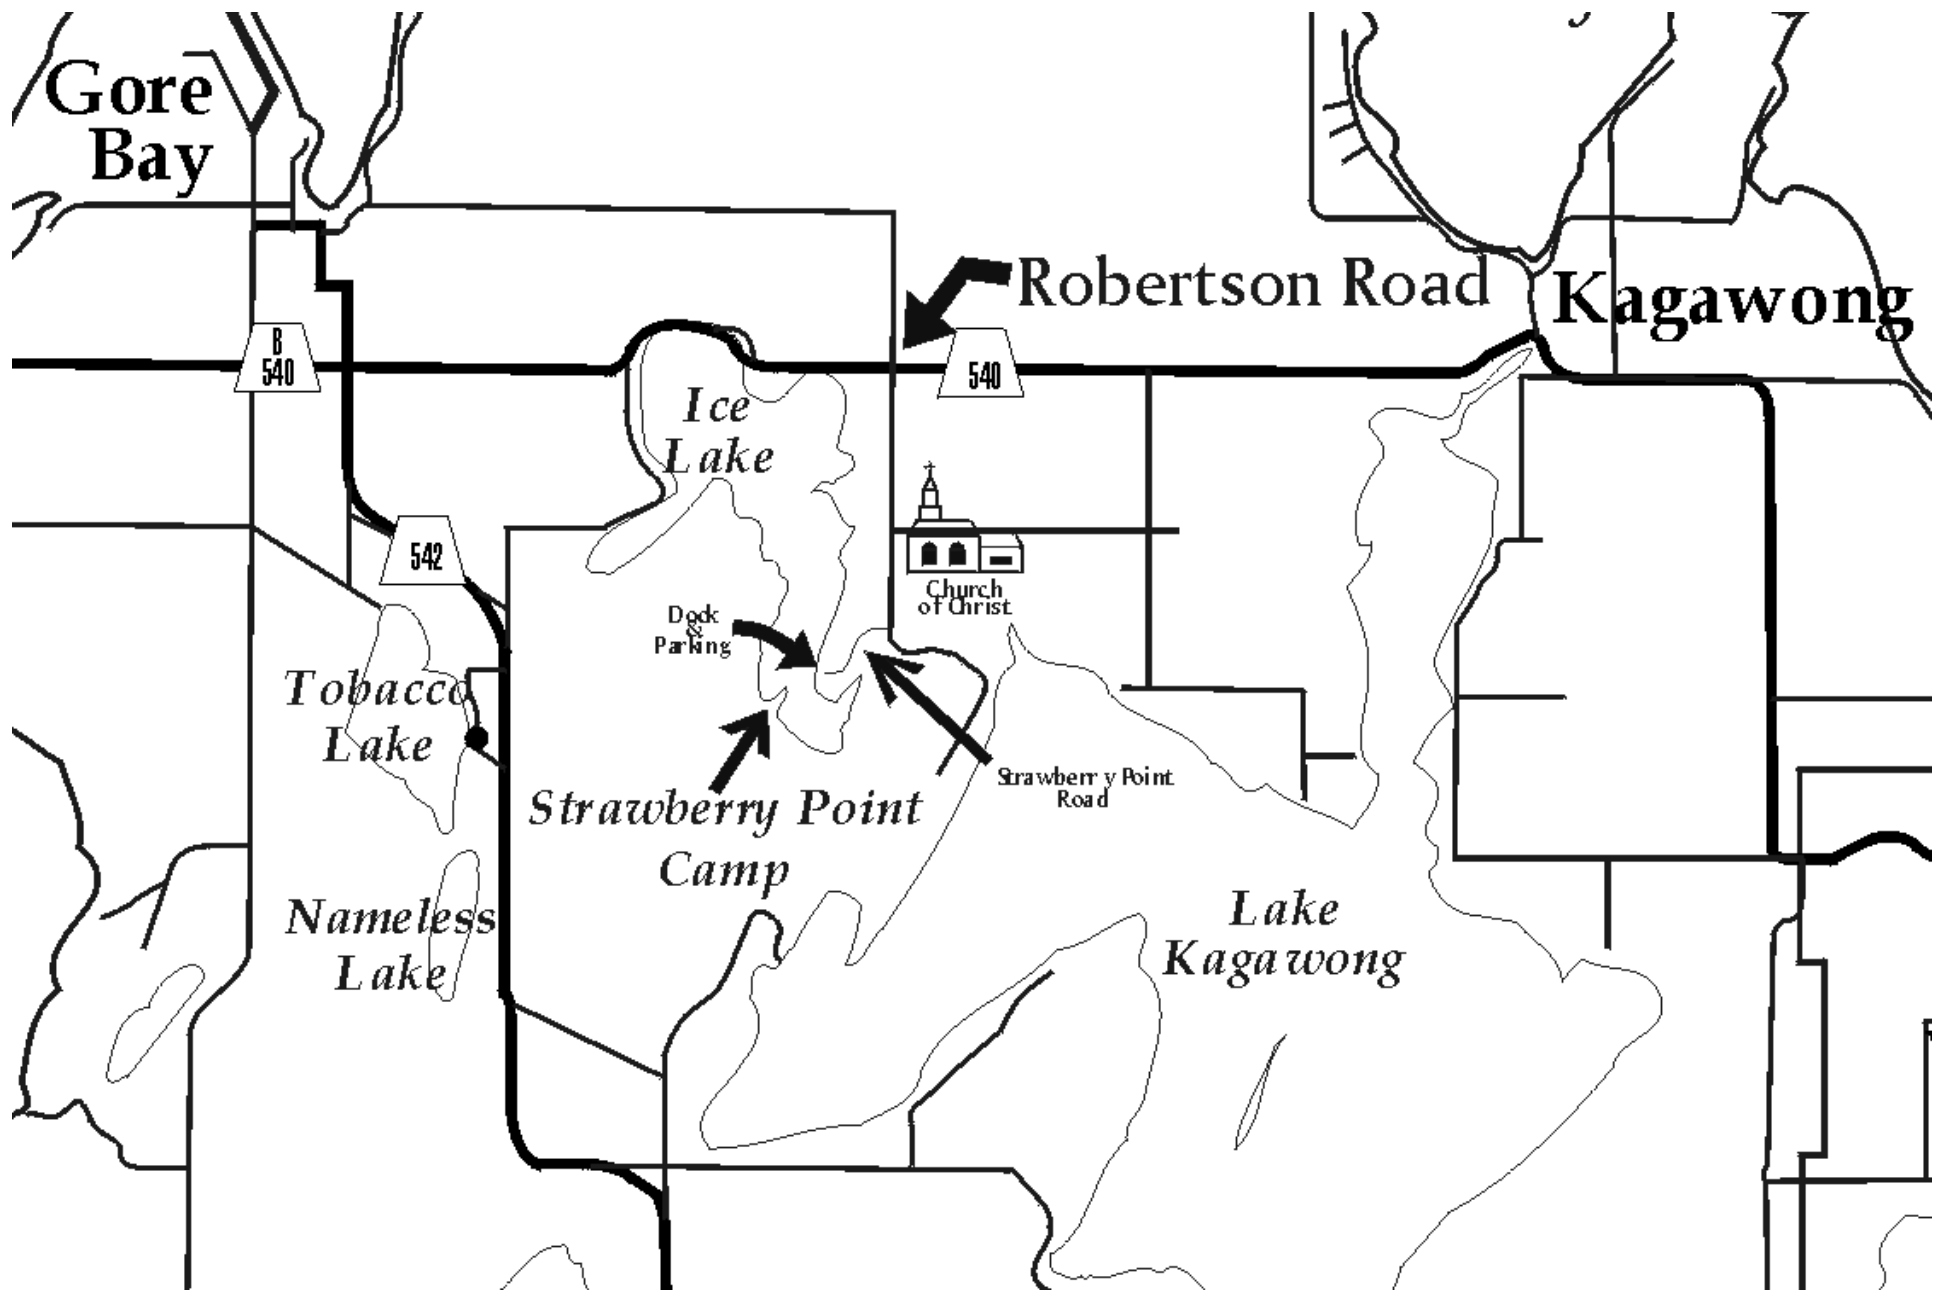 Gore
Bay
Robertson Road
Kagawong
B
540
540
Ice
Lake
542
Church
of Christ
Dock
&
Parking
Tobacco
Lake
Strawberry Point
Road
Strawberry Point
Camp
Nameless
Lake
Lake
Kagawong